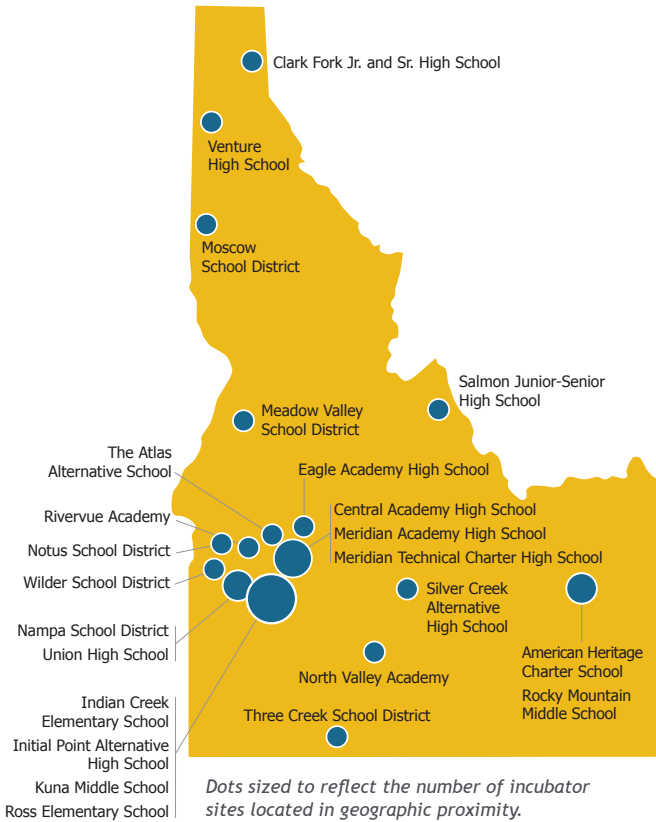 Clark Fork Jr. and Sr. High School
Venture
High School
Moscow
School District
Salmon Junior-Senior
High School
Meadow Valley
School District
The Atlas
Alternative School
Eagle Academy High School
Rivervue Academy
Central Academy High School
Meridian Academy High School
Meridian Technical Charter High School
Notus School District
Wilder School District
Silver Creek
Alternative
High School
Nampa School District
Union High School
American Heritage
Charter School
Rocky Mountain
Middle School
North Valley Academy
Indian Creek
Elementary School
Initial Point Alternative
High School
Kuna Middle School
Ross Elementary School
Three Creek School District
Dots sized to reflect the number of incubator
sites located in geographic proximity.